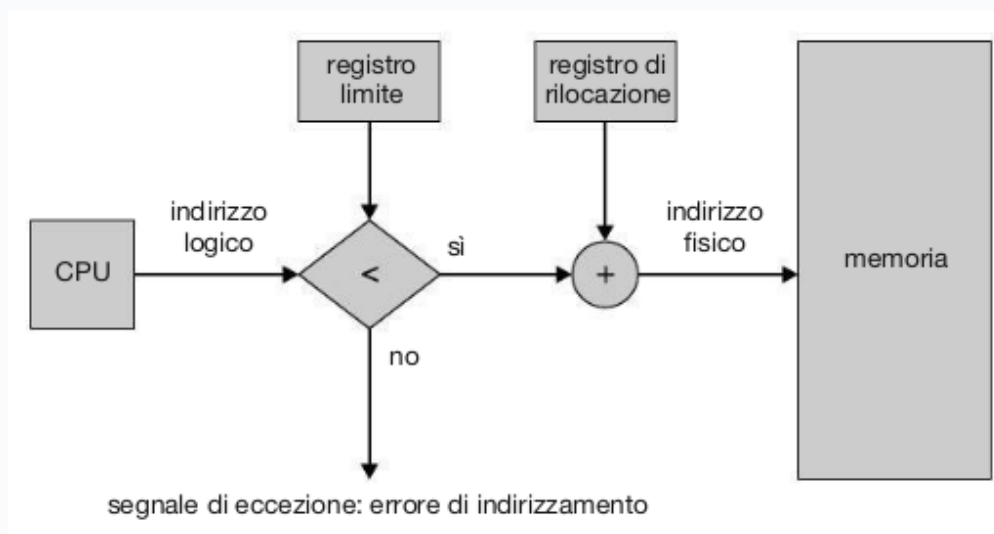 registro
limite
registro di
rilocazione
CPU
indirizzo
logico
<
sì
+
indirizzo
fisico
memoria
no
segnale di eccezione: errore di indirizzamento